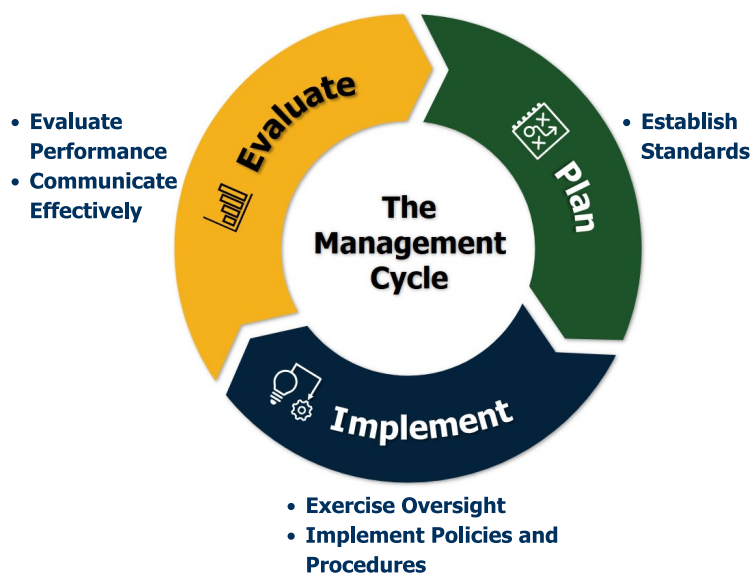 The
Management
Cycle
Plan
• Establish
Standards
Implement
• Exercise Oversight
• Implement Policies and
Procedures
Evaluate
• Evaluate
Performance
• Communicate
Effectively